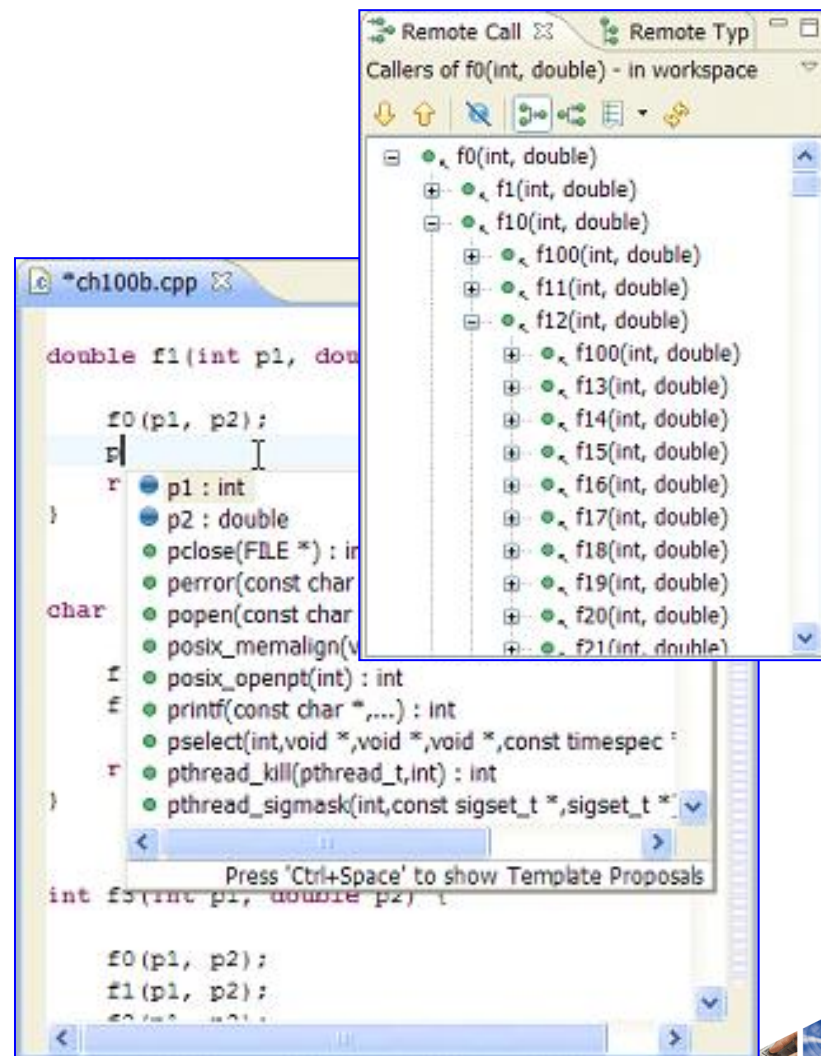 Remote Call Remote Typ
Callers of f0(int, double) - in workspace
f0(int, double)
f1(int, double)
f10(int, double)
f100(int, double)
f11(int, double)
f12(int, double)
f100(int, double)
f13(int, double)
f14(int, double)
f15(int, double)
f16(int, double)
f17(int, double)
f18(int, double)
f19(int, double)
f20(int, double)
f21(int, double)
*ch100b.cpp
double f1(int p1, dou
f0(p1, p2);
p
r
}
p1 : int
p2 : double
pclose(FILE *) : in
perror(const char
popen(const char
posix_memalign(v
posix_openpt(int) : int
printf(const char *,...) : int
pselect(int,void *,void *,void *,const timespec *
pthread_kill(pthread_t,int) : int
pthread_sigmask(int,const sigset_t *,sigset_t *)
Press 'Ctrl+Space' to show Template Proposals
char
f
f
r
}
int f3(int p1, double p2) {
f0(p1, p2);
f1(p1, p2);